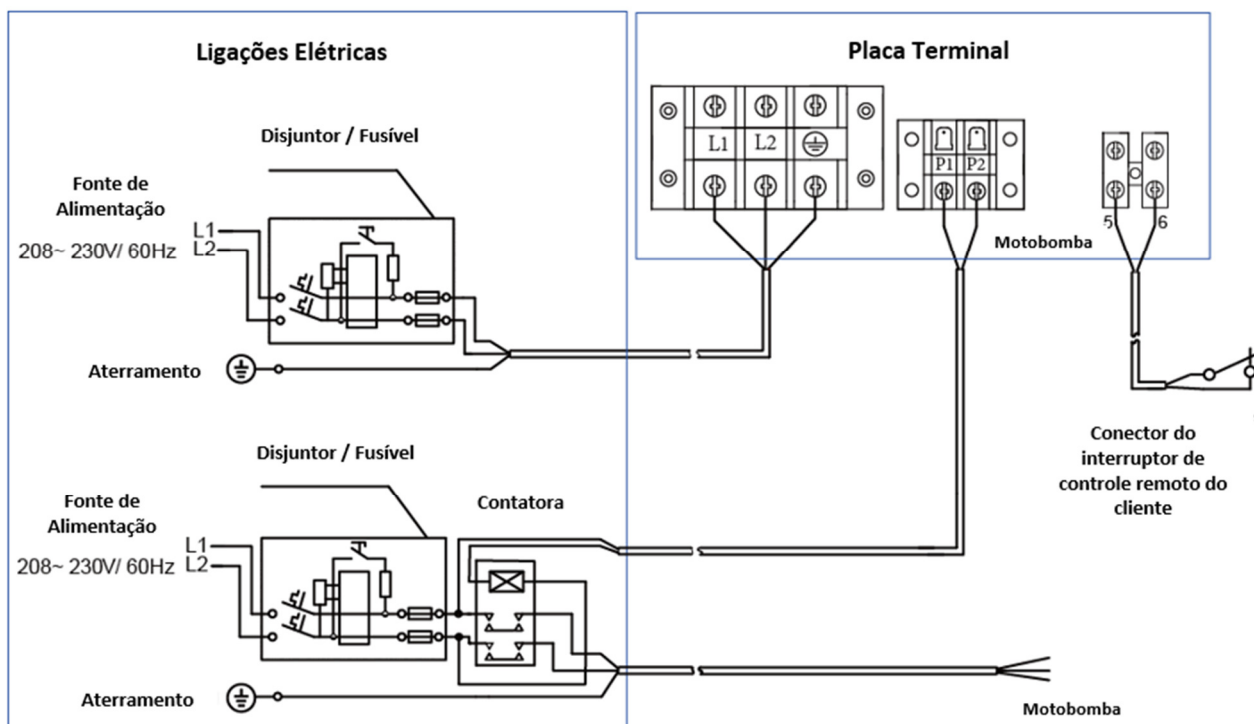 Ligações Elétricas
Disjuntor / Fusível
Fonte de
Alimentação
L1
208~ 230V/ 60Hz L2
Aterramento
Disjuntor / Fusível
Fonte de
Alimentação
Contatora
L1
208~ 230V/ 60Hz L2
Aterramento
Placa Terminal
L1 L2
P1 P2
5 6
Motobomba
Conector do
interruptor de
controle remoto do
cliente
Motobomba